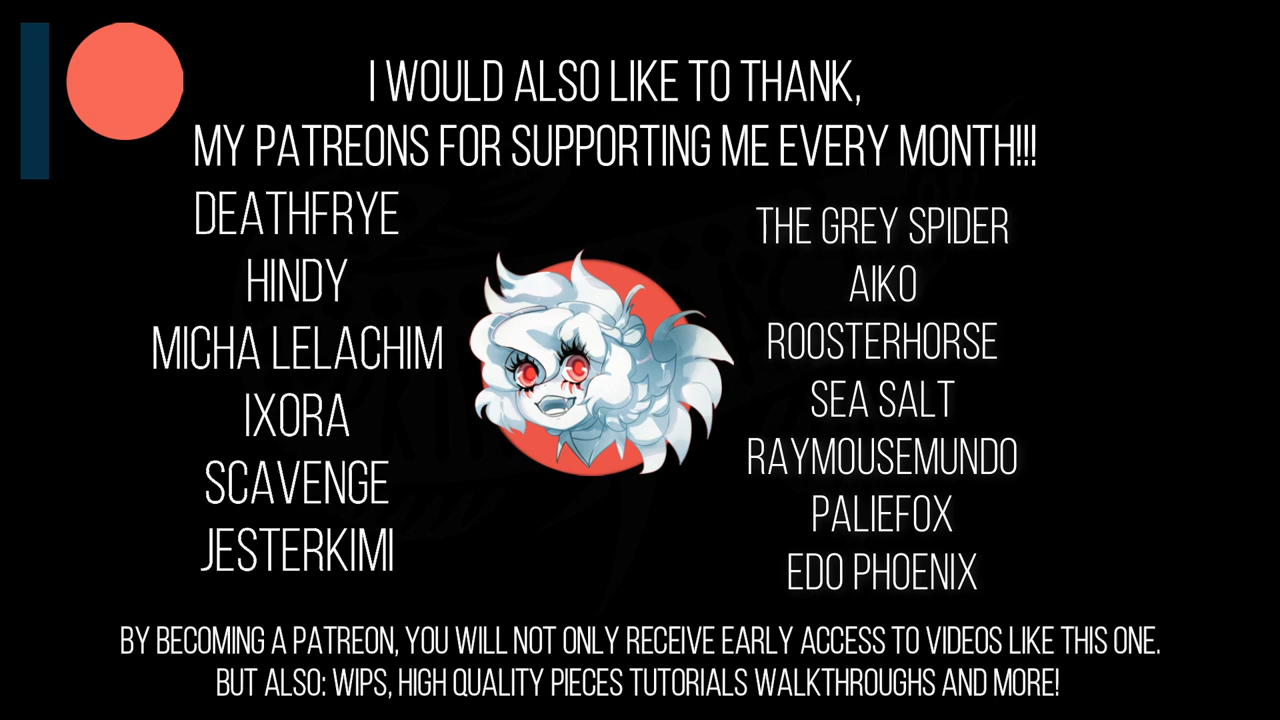 I WOULD ALSO LIKE TO THANK,
MY PATREONS FOR SUPPORTING ME EVERY MONTH!!!
DEATHFRYE
HINDY
MICHA LELACHIM
IXORA
SCAVENGE
JESTERKIMI
THE GREY SPIDER
AIKO
ROOSTERHORSE
SEA SALT
RAYMOUSEMUNDO
PALIEFOX
EDO PHOENIX
BY BECOMING A PATREON, YOU WILL NOT ONLY RECEIVE EARLY ACCESS TO VIDEOS LIKE THIS ONE.
BUT ALSO: WIPS, HIGH QUALITY PIECES TUTORIALS WALKTHROUGHS AND MORE!